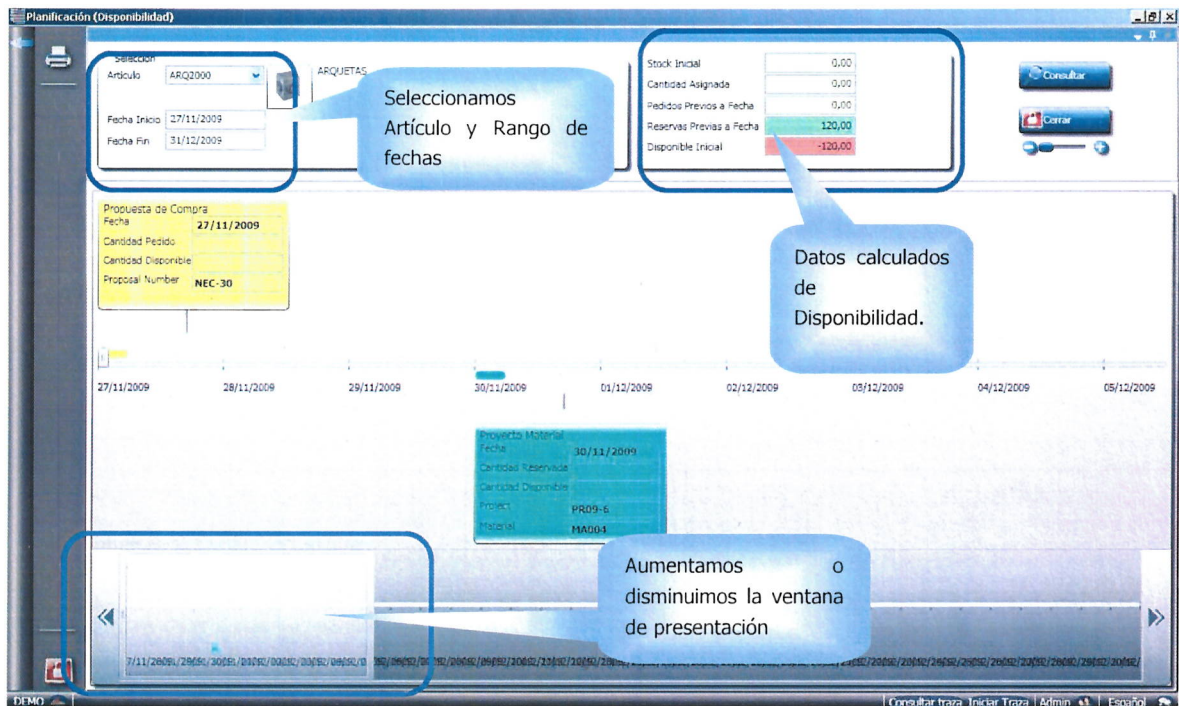 Planificación (Disponibilidad)
Selección
Artículo ARQ2000 ARQUETAS
Fecha Inicio 27/11/2009
Fecha Fin 31/12/2009
Seleccionamos
Artículo y Rango de
fechas
Stock Inicial 0,00
Cantidad Asignada 0,00
Pedidos Previos a Fecha 0,00
Reservas Previas a Fecha 120,00
Disponible Inicial -120,00
Consultar
Cerrar
Datos calculados
de
Disponibilidad.
Propuesta de Compra
Fecha 27/11/2009
Cantidad Pedido
Cantidad Disponible
Proposal Number NEC-30
27/11/2009 28/11/2009 29/11/2009 30/11/2009 01/12/2009 02/12/2009 03/12/2009 04/12/2009 05/12/2009
Proyecto Material
Fecha 30/11/2009
Cantidad Reservada
Cantidad Disponible
Project PR09-6
Material MA004
Aumentamos o
disminuimos la ventana
de presentación
DEMO Consultar traza Iniciar Traza Admin Español